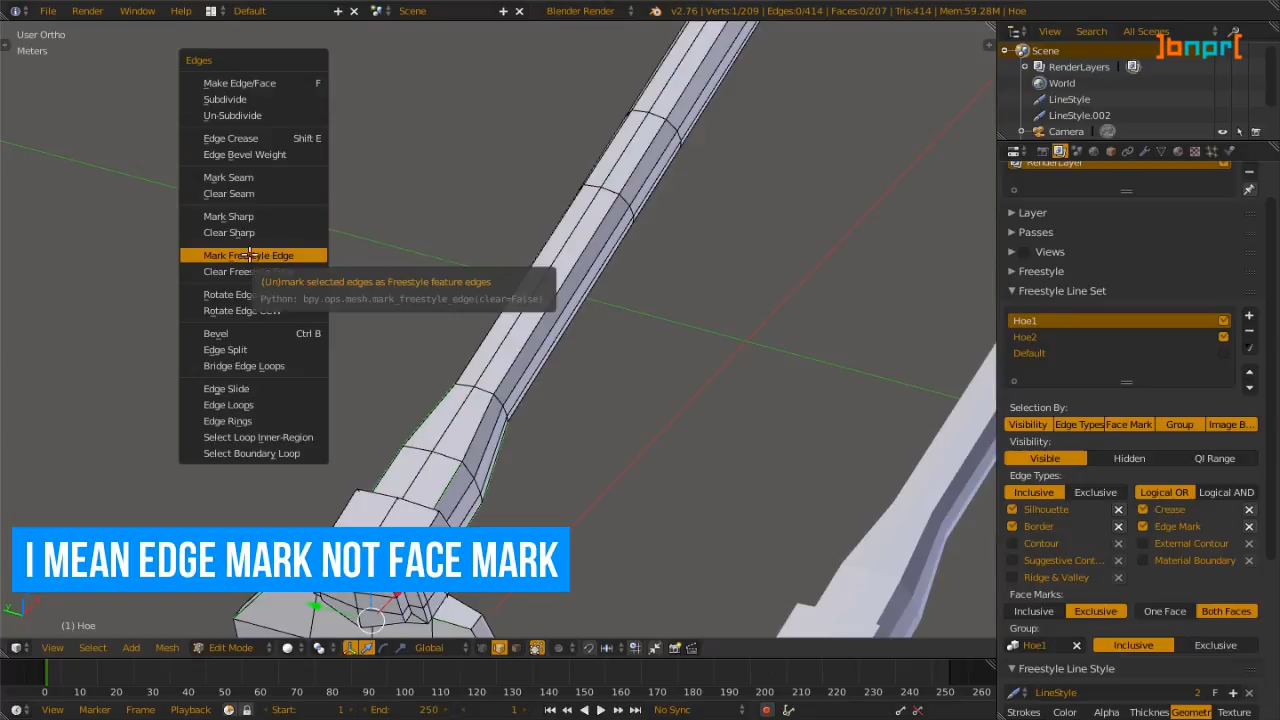 File Render Window Help Default Scene Blender Render v2.76 | Verts:1/209 | Edges:0/414 | Faces:0/207 | Tris:414 | Mem:59.28M | Hoe
User Ortho
Meters
Edges
Make Edge/Face F
Subdivide
Un-Subdivide
Edge Crease Shift E
Edge Bevel Weight
Mark Seam
Clear Seam
Mark Sharp
Clear Sharp
Mark Freestyle Edge
Clear Frees
(Un)mark selected edges as Freestyle feature edges
Python: bpy.ops.mesh.mark_freestyle_edge(clear=False)
Rotate Edg
Rotate Edge CCW
Bevel Ctrl B
Edge Split
Bridge Edge Loops
Edge Slide
Edge Loops
Edge Rings
Select Loop Inner-Region
Select Boundary Loop
I MEAN EDGE MARK NOT FACE MARK
(1) Hoe
View Select Add Mesh Edit Mode Global
0 10 20 30 40 50 60 70 80 90 100 110 120 130 140 150 160 170 180 190 200 210 220 230 240 250 260
View Marker Frame Playback Start: 1 End: 250 1 No Sync
View Search All Scenes
]bnpr[
Scene
RenderLayers
World
LineStyle
LineStyle.002
Camera
RenderLayer
Layer
Passes
Views
Freestyle
Freestyle Line Set
Hoe1
Hoe2
Default
Selection By:
Visibility Edge Types Face Mark Group Image B...
Visibility:
Visible Hidden QI Range
Edge Types:
Inclusive Exclusive Logical OR Logical AND
Silhouette Crease
Border Edge Mark
Contour External Contour
Suggestive Cont... Material Boundary
Ridge & Valley
Face Marks:
Inclusive Exclusive One Face Both Faces
Group:
Hoe1 Inclusive Exclusive
Freestyle Line Style
LineStyle 2 F
Strokes Color Alpha Thicknes Geometr Texture